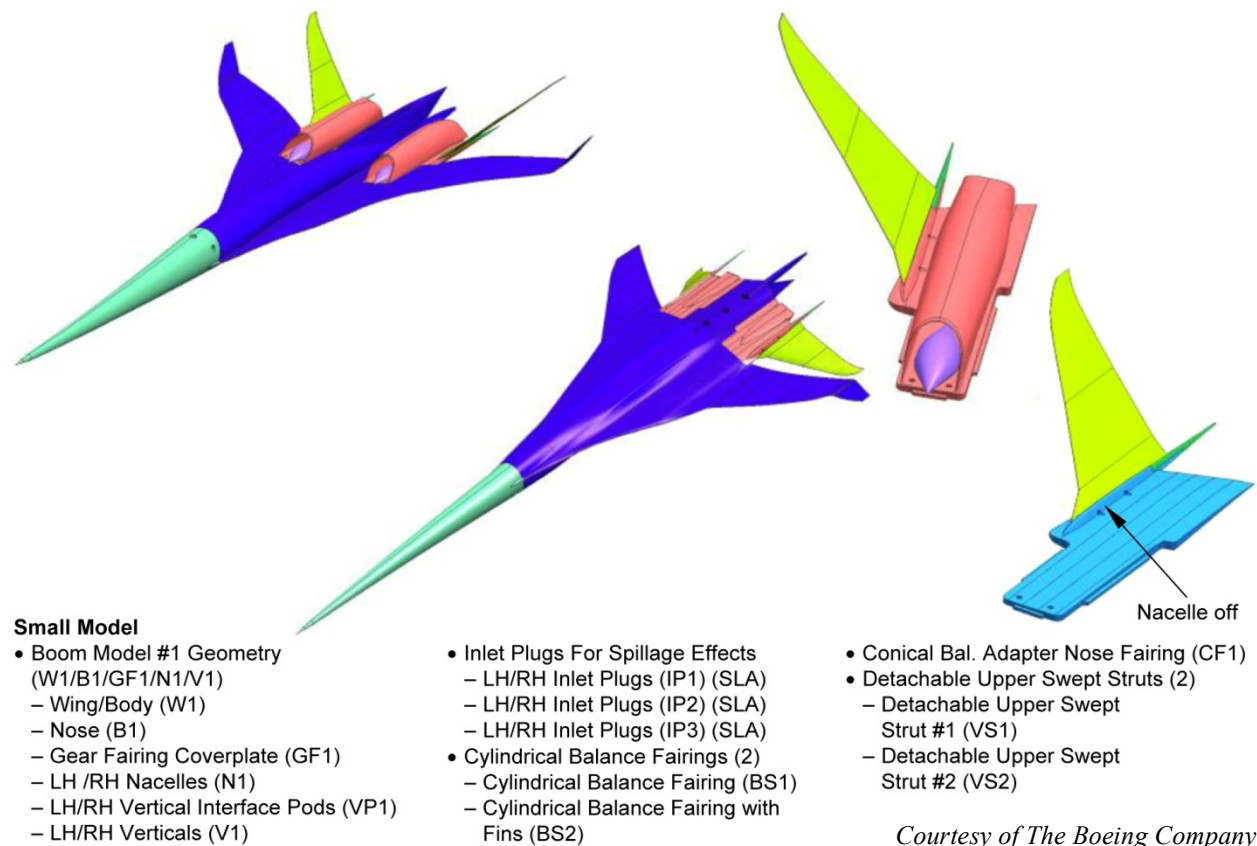 Nacelle off
Small Model
• Boom Model #1 Geometry
(W1/B1/GF1/N1/V1)
– Wing/Body (W1)
– Nose (B1)
– Gear Fairing Coverplate (GF1)
– LH /RH Nacelles (N1)
– LH/RH Vertical Interface Pods (VP1)
– LH/RH Verticals (V1)
• Inlet Plugs For Spillage Effects
– LH/RH Inlet Plugs (IP1) (SLA)
– LH/RH Inlet Plugs (IP2) (SLA)
– LH/RH Inlet Plugs (IP3) (SLA)
• Cylindrical Balance Fairings (2)
– Cylindrical Balance Fairing (BS1)
– Cylindrical Balance Fairing with
Fins (BS2)
• Conical Bal. Adapter Nose Fairing (CF1)
• Detachable Upper Swept Struts (2)
– Detachable Upper Swept
Strut #1 (VS1)
– Detachable Upper Swept
Strut #2 (VS2)
Courtesy of The Boeing Company